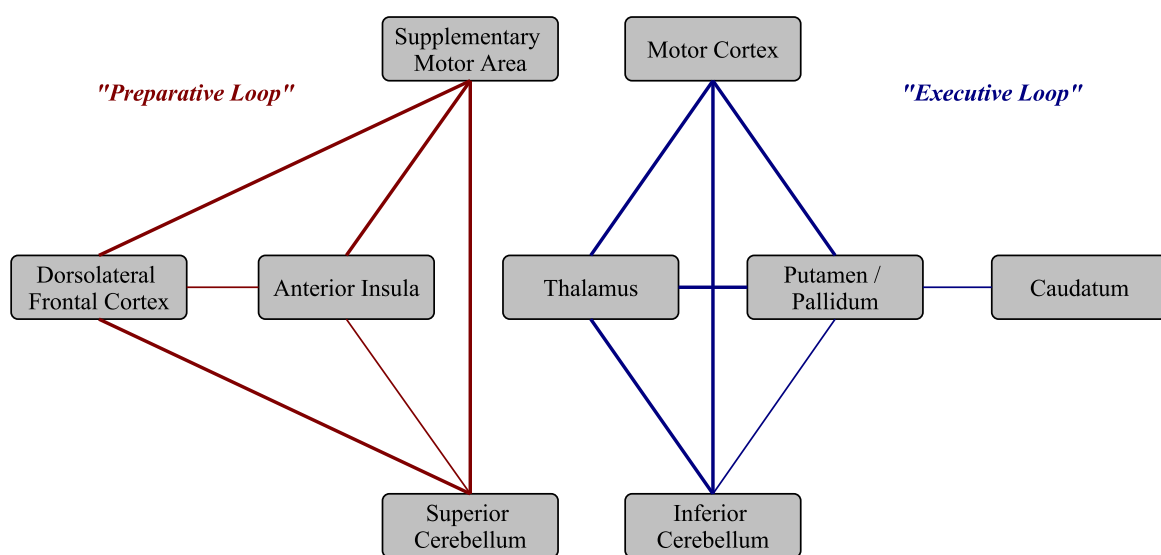 Supplementary
Motor Area
Motor Cortex
"Preparative Loop"
"Executive Loop"
Dorsolateral
Frontal Cortex
Anterior Insula
Thalamus
Putamen /
Pallidum
Caudatum
Superior
Cerebellum
Inferior
Cerebellum